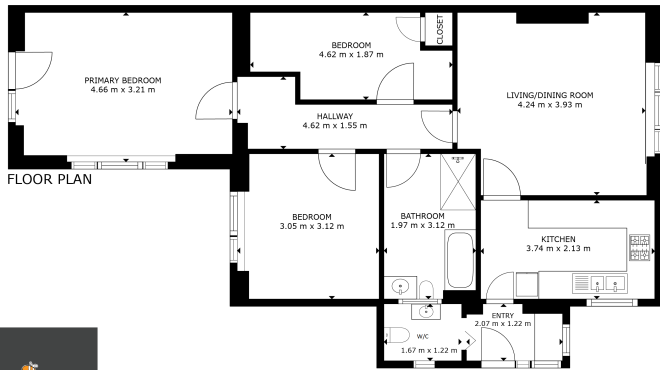 CLOSET
BEDROOM
4.62 m x 1.87 m
PRIMARY BEDROOM
4.66 m x 3.21 m
LIVING/DINING ROOM
4.24 m x 3.93 m
HALLWAY
4.62 m x 1.55 m
FLOOR PLAN
BEDROOM
3.05 m x 3.12 m
BATHROOM
1.97 m x 3.12 m
KITCHEN
3.74 m x 2.13 m
ENTRY
2.07 m x 1.22 m
W/C
1.67 m x 1.22 m